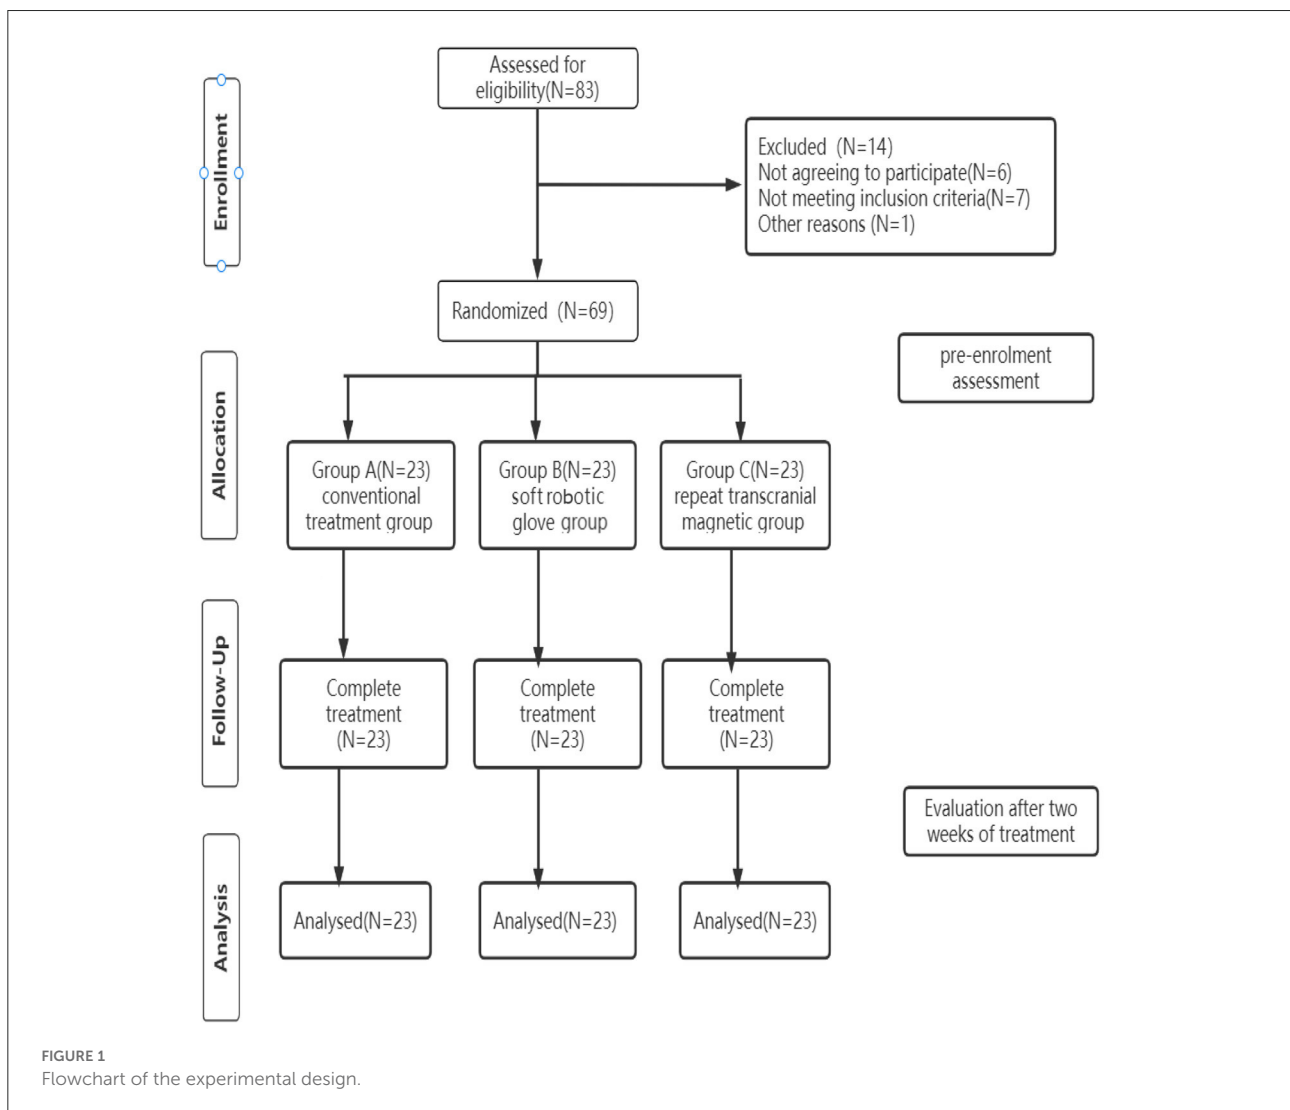 Enrollment
Assessed for
eligibility(N=83)
Excluded (N=14)
Not agreeing to participate(N=6)
Not meeting inclusion criteria(N=7)
Other reasons (N=1)
Randomized (N=69)
pre-enrolment
assessment
Allocation
Group A(N=23)
conventional
treatment group
Group B(N=23)
soft robotic
glove group
Group C(N=23)
repeat transcranial
magnetic group
Follow-Up
Complete
treatment
(N=23)
Complete
treatment
(N=23)
Complete
treatment
(N=23)
Evaluation after two
weeks of treatment
Analysis
Analysed(N=23)
Analysed(N=23)
Analysed(N=23)
FIGURE 1
Flowchart of the experimental design.